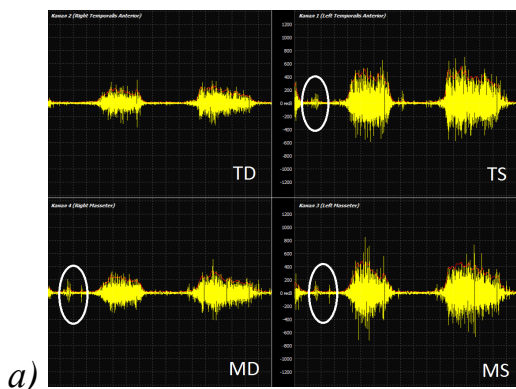 Kanan 2 (Right Temporalis Anterior)
TD
Kanan 1 (Left Temporalis Anterior)
1200
1000
800
600
400
200
0 mkV
-200
-400
-600
-800
-1000
-1200
TS
Kanan 4 (Right Masseter)
MD
Kanan 3 (Left Masseter)
1200
1000
800
600
400
200
0 mkV
-200
-400
-600
-800
-1000
-1200
MS
a)